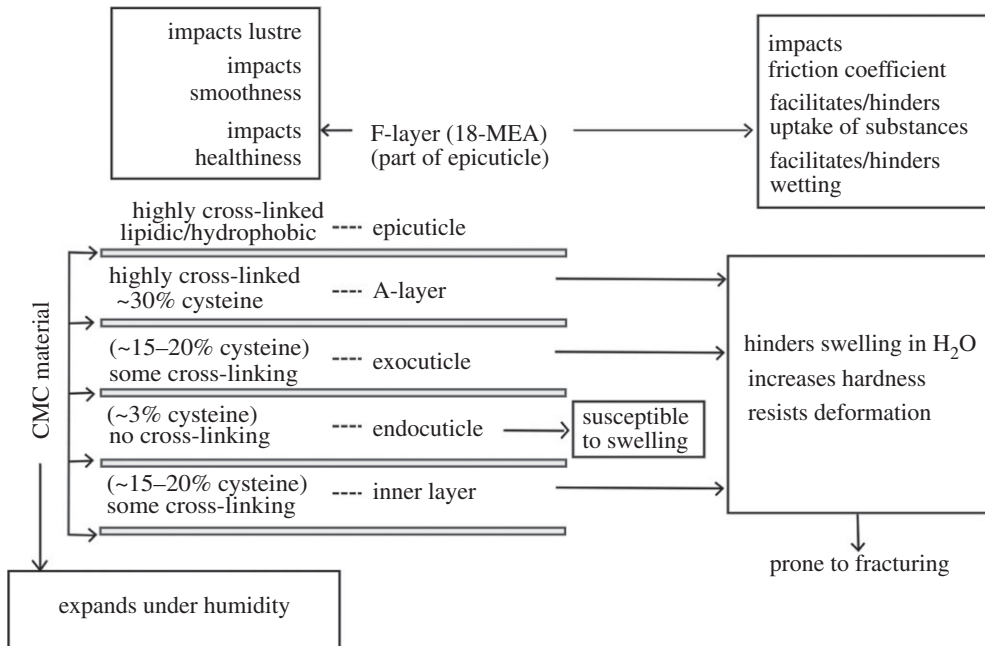 impacts lustre
impacts
smoothness
impacts
healthiness
F-layer (18-MEA)
(part of epicuticle)
impacts
friction coefficient
facilitates/hinders
uptake of substances
facilitates/hinders
wetting
highly cross-linked
lipidic/hydrophobic ---- epicuticle
highly cross-linked
~30% cysteine ---- A-layer
(~15–20% cysteine)
some cross-linking ---- exocuticle
(~3% cysteine)
no cross-linking ---- endocuticle
susceptible
to swelling
(~15–20% cysteine)
some cross-linking ---- inner layer
CMC material
hinders swelling in H₂O
increases hardness
resists deformation
prone to fracturing
expands under humidity